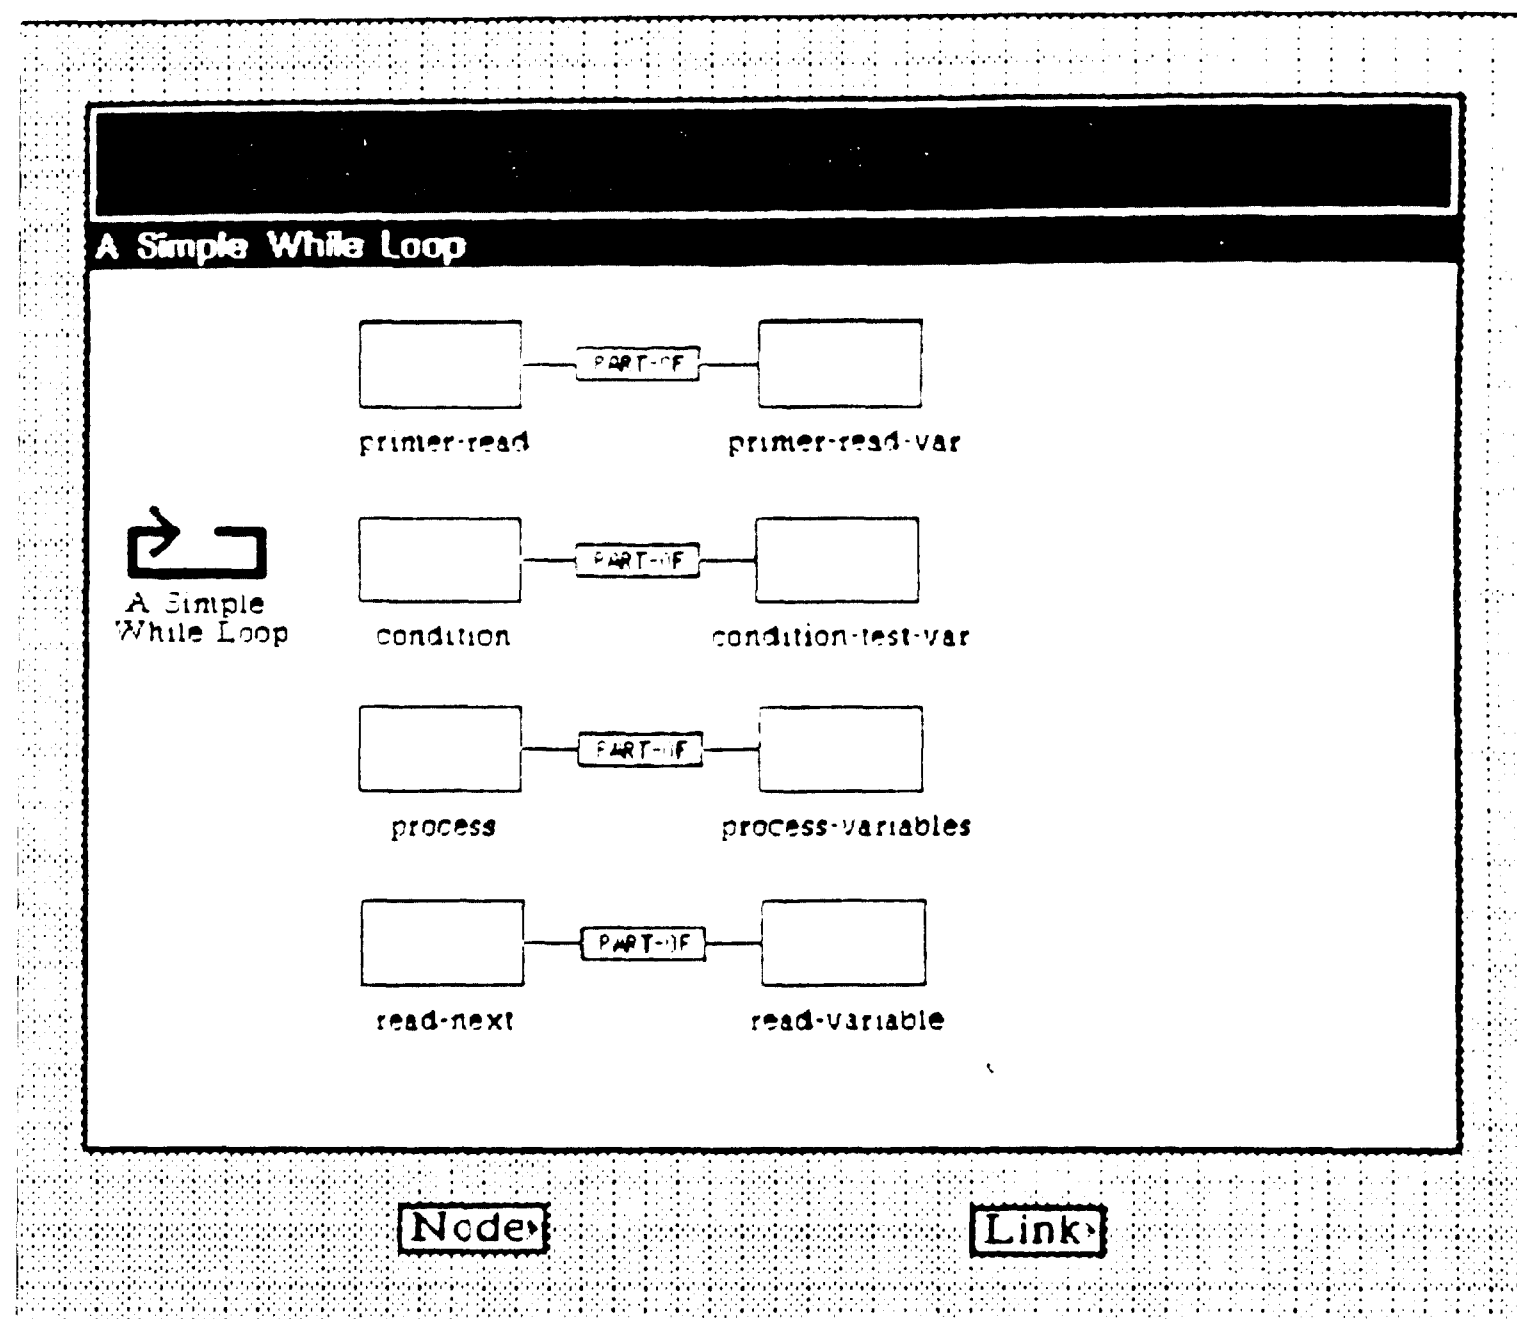 A Simple While Loop
PART-OF
primer-read primer-read-var
PART-OF
A Simple
While Loop
condition condition-test-var
PART-OF
process process-variables
PART-OF
read-next read-variable
Node Link